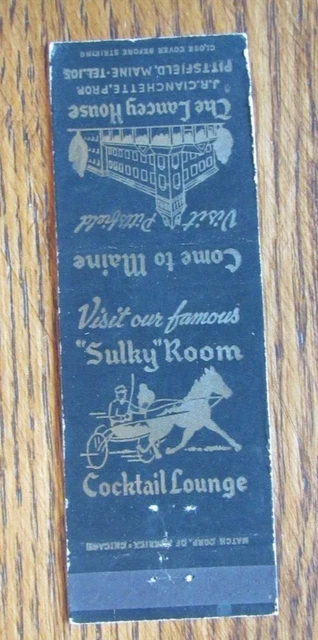 CLOSE COVER BEFORE STRIKING
PITTSFIELD, MAINE - TEL. 105
J.R. CIANCHETTE, PROP.
The Lancey House
Visit Pittsfield
Come to Maine
Visit our famous
"Sulky" Room
Cocktail Lounge
MATCH CORP. OF AMERICA · CHICAGO